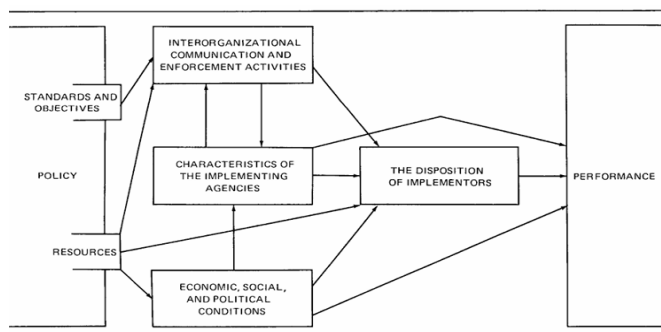 INTERORGANIZATIONAL
COMMUNICATION AND
ENFORCEMENT ACTIVITIES
STANDARDS AND
OBJECTIVES
POLICY
CHARACTERISTICS OF
THE IMPLEMENTING
AGENCIES
THE DISPOSITION
OF IMPLEMENTORS
PERFORMANCE
RESOURCES
ECONOMIC, SOCIAL,
AND POLITICAL
CONDITIONS